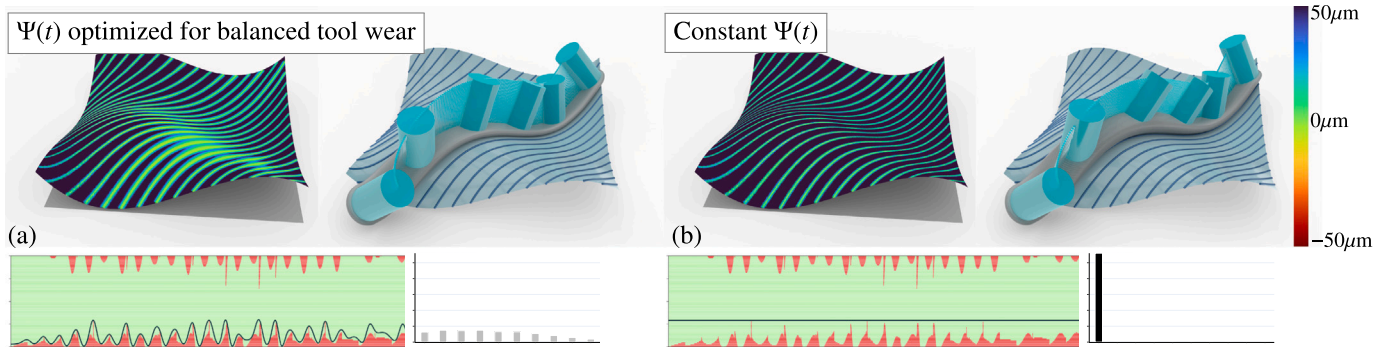 Ψ(t) optimized for balanced tool wear
Constant Ψ(t)
50μm
0μm
−50μm
(a)
(b)